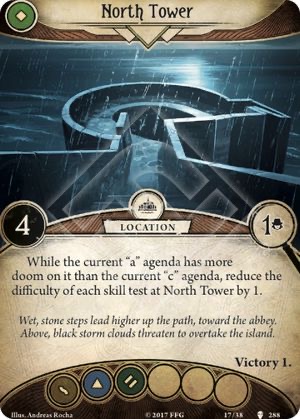 North Tower
4
LOCATION
1
While the current “a” agenda has more
doom on it than the current “c” agenda, reduce the
difficulty of each skill test at North Tower by 1.
Wet, stone steps lead higher up the path, toward the abbey.
Above, black storm clouds threaten to overtake the island.
Victory 1.
Illus. Andreas Rocha
© 2017 FFG
17/38
288